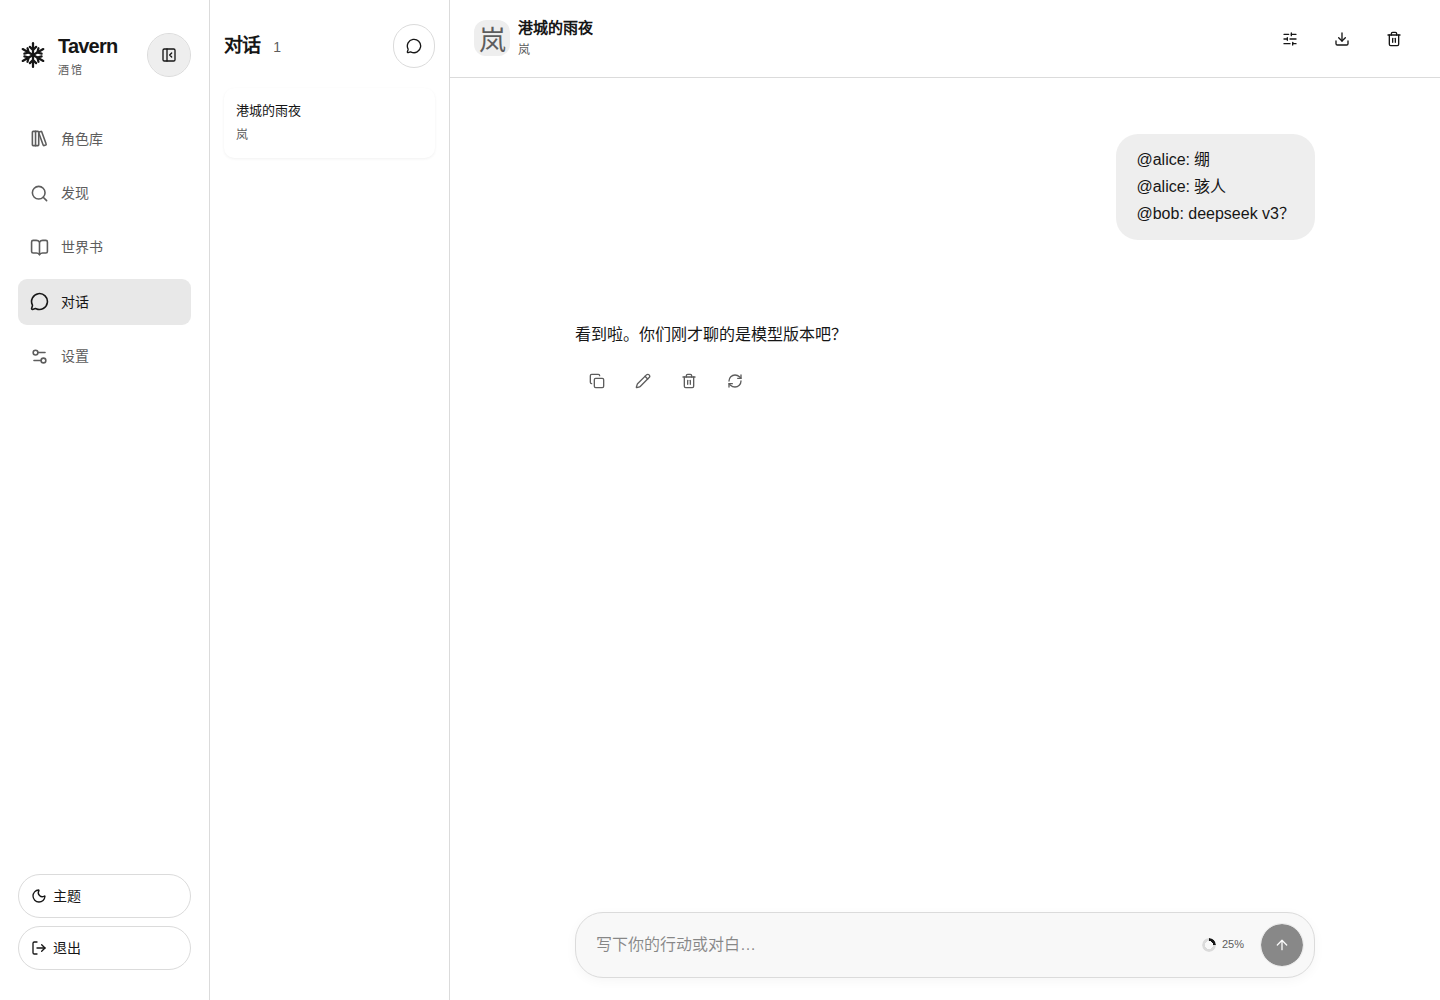 Tavern
酒馆
角色库
发现
世界书
对话
设置
主题
退出
对话 1
港城的雨夜
岚
岚
港城的雨夜
岚
@alice: 绷
@alice: 骇人
@bob: deepseek v3?
看到啦。你们刚才聊的是模型版本吧？
写下你的行动或对白…
25%